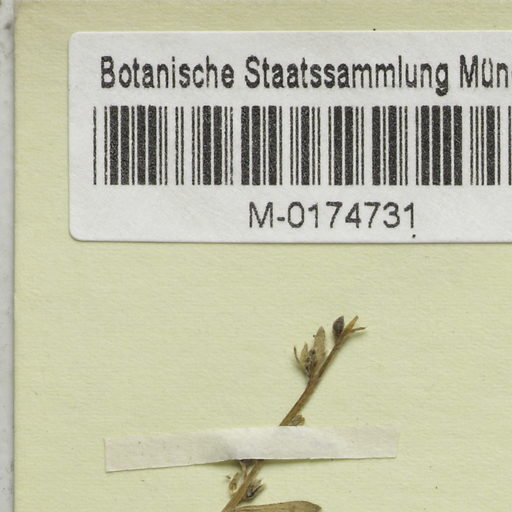 Botanische Staatssammlung Mün
M-0174731